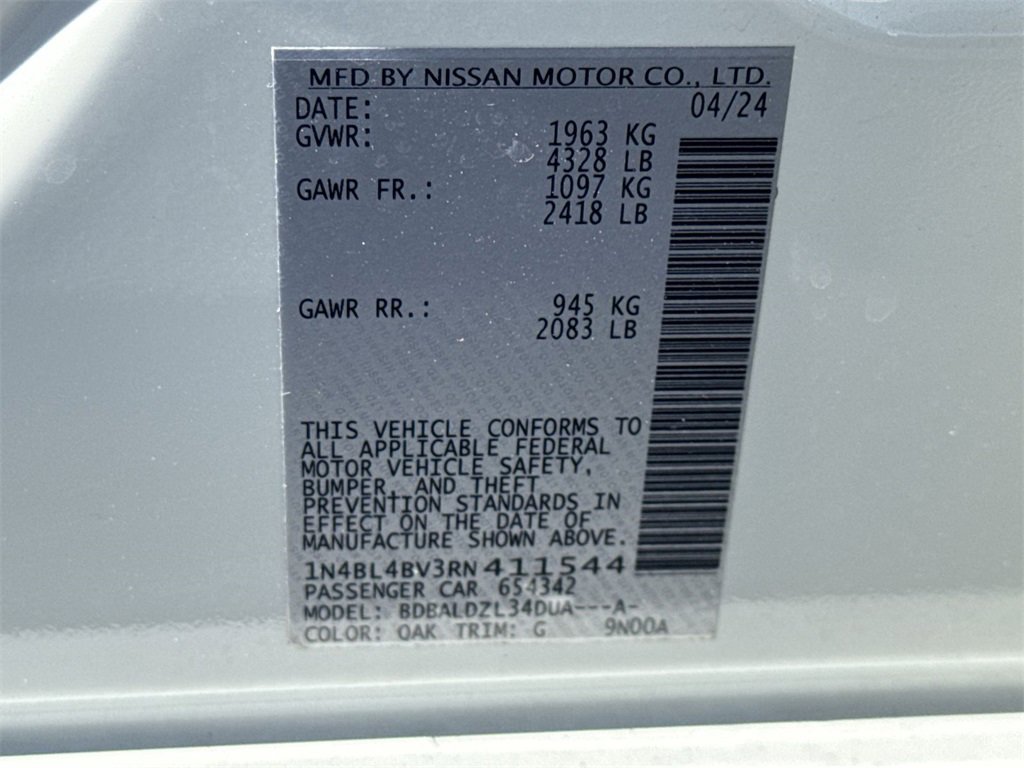 MFD BY NISSAN MOTOR CO., LTD.
DATE: 04/24
GVWR: 1963 KG
4328 LB
GAWR FR.: 1097 KG
2418 LB
GAWR RR.: 945 KG
2083 LB
THIS VEHICLE CONFORMS TO
ALL APPLICABLE FEDERAL
MOTOR VEHICLE SAFETY,
BUMPER, AND THEFT
PREVENTION STANDARDS IN
EFFECT ON THE DATE OF
MANUFACTURE SHOWN ABOVE.
1N4BL4BV3RN411544
PASSENGER CAR 654342
MODEL: BDBALDZL34DUA---A-
COLOR: QAK TRIM: G 9N00A